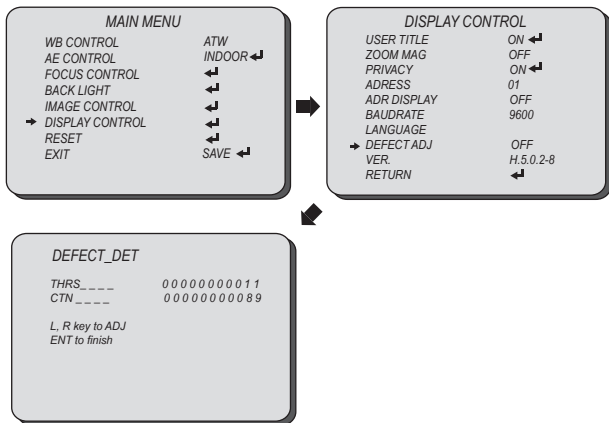 MAIN MENU
WB CONTROL ATW
AE CONTROL INDOOR
FOCUS CONTROL
BACK LIGHT
IMAGE CONTROL
DISPLAY CONTROL
RESET
EXIT SAVE
DISPLAY CONTROL
USER TITLE ON
ZOOM MAG OFF
PRIVACY ON
ADRESS 01
ADR DISPLAY OFF
BAUDRATE 9600
LANGUAGE
DEFECT ADJ OFF
VER. H.5.0.2-8
RETURN
DEFECT_DET
THRS_ _ _ _ 0 0 0 0 0 0 0 0 0 1 1
CTN _ _ _ _ 0 0 0 0 0 0 0 0 0 8 9
L, R key to ADJ
ENT to finish